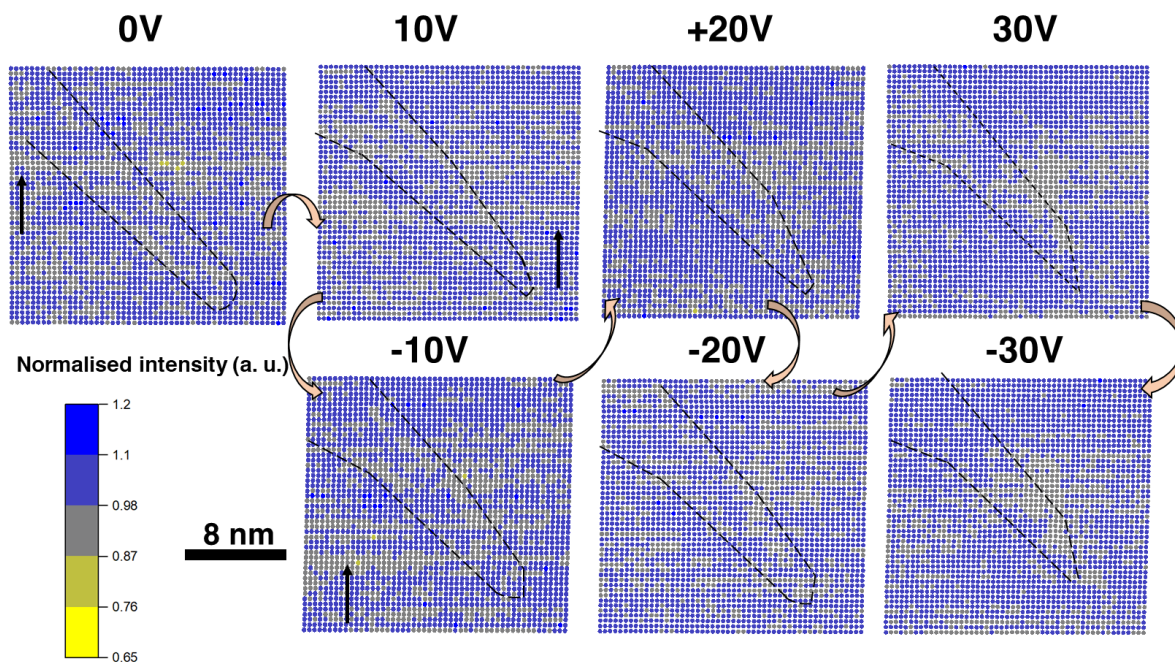 0V
10V
+20V
30V
-10V
-20V
-30V
Normalised intensity (a. u.)
1.2
1.1
0.98
0.87
0.76
0.65
8 nm